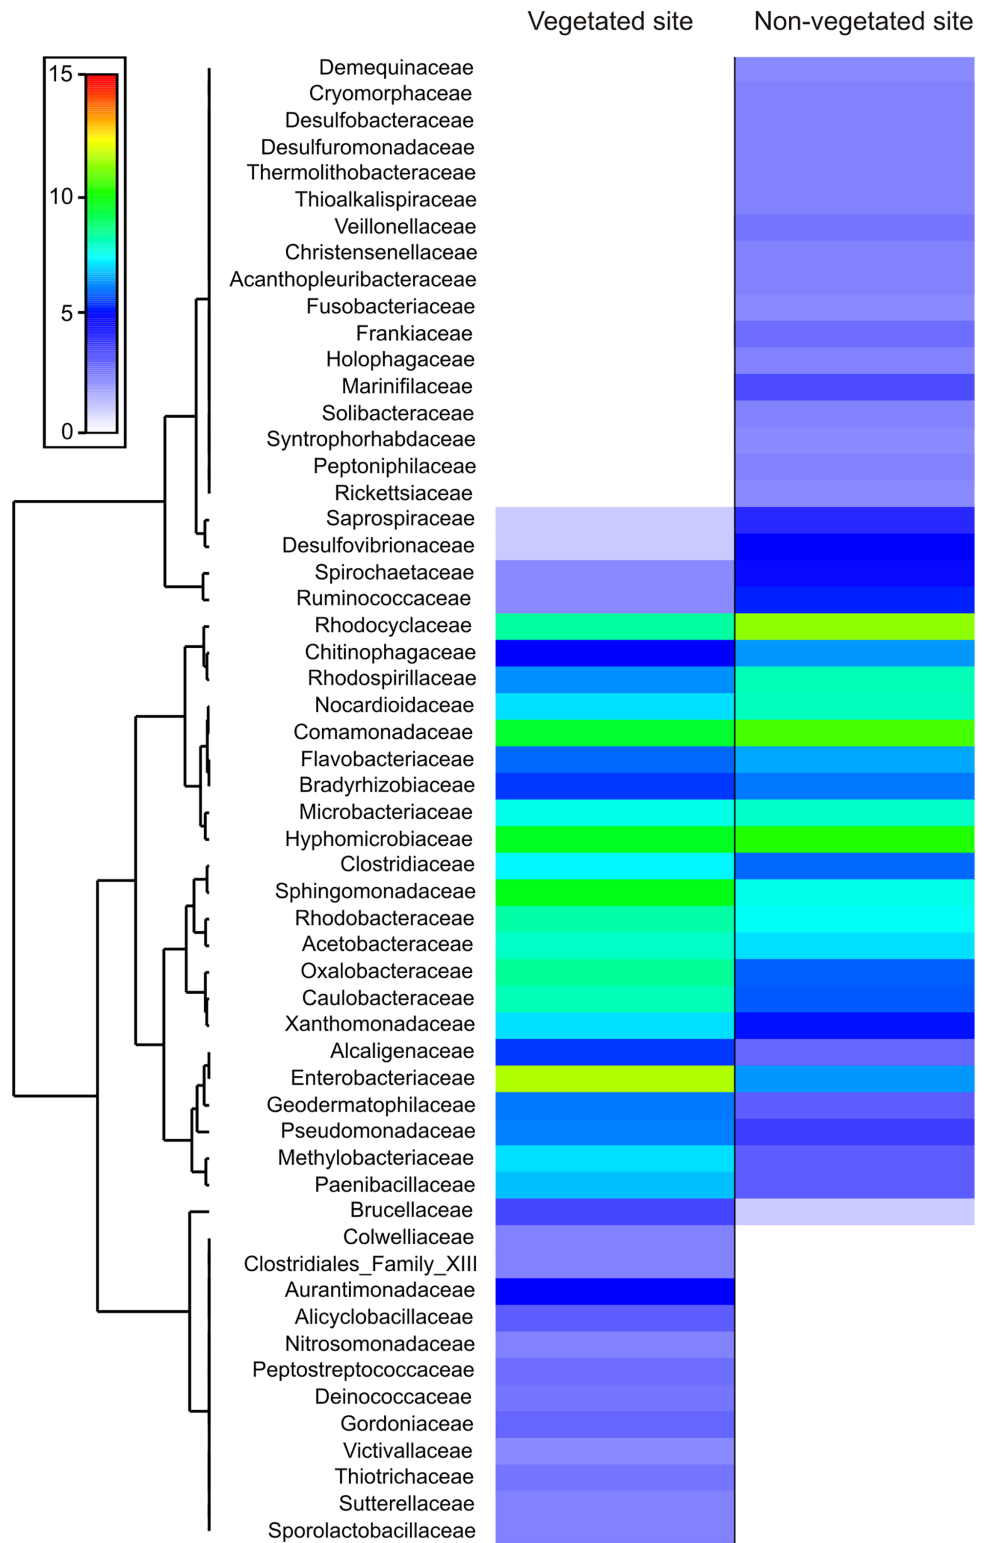 Vegetated site
Non-vegetated site
15
10
5
0
Demequinaceae
Cryomorphaceae
Desulfobacteraceae
Desulfuromonadaceae
Thermolithobacteraceae
Thioalkalispiraceae
Veillonellaceae
Christensenellaceae
Acanthopleuribacteraceae
Fusobacteriaceae
Frankiaceae
Holophagaceae
Marinifilaceae
Solibacteraceae
Syntrophorhabdaceae
Peptoniphilaceae
Rickettsiaceae
Saprospiraceae
Desulfovibrionaceae
Spirochaetaceae
Ruminococcaceae
Rhodocyclaceae
Chitinophagaceae
Rhodospirillaceae
Nocardioidaceae
Comamonadaceae
Flavobacteriaceae
Bradyrhizobiaceae
Microbacteriaceae
Hyphomicrobiaceae
Clostridiaceae
Sphingomonadaceae
Rhodobacteraceae
Acetobacteraceae
Oxalobacteraceae
Caulobacteraceae
Xanthomonadaceae
Alcaligenaceae
Enterobacteriaceae
Geodermatophilaceae
Pseudomonadaceae
Methylobacteriaceae
Paenibacillaceae
Brucellaceae
Colwelliaceae
Clostridiales_Family_XIII
Aurantimonadaceae
Alicyclobacillaceae
Nitrosomonadaceae
Peptostreptococcaceae
Deinococcaceae
Gordoniaceae
Victivallaceae
Thiotrichaceae
Sutterellaceae
Sporolactobacillaceae